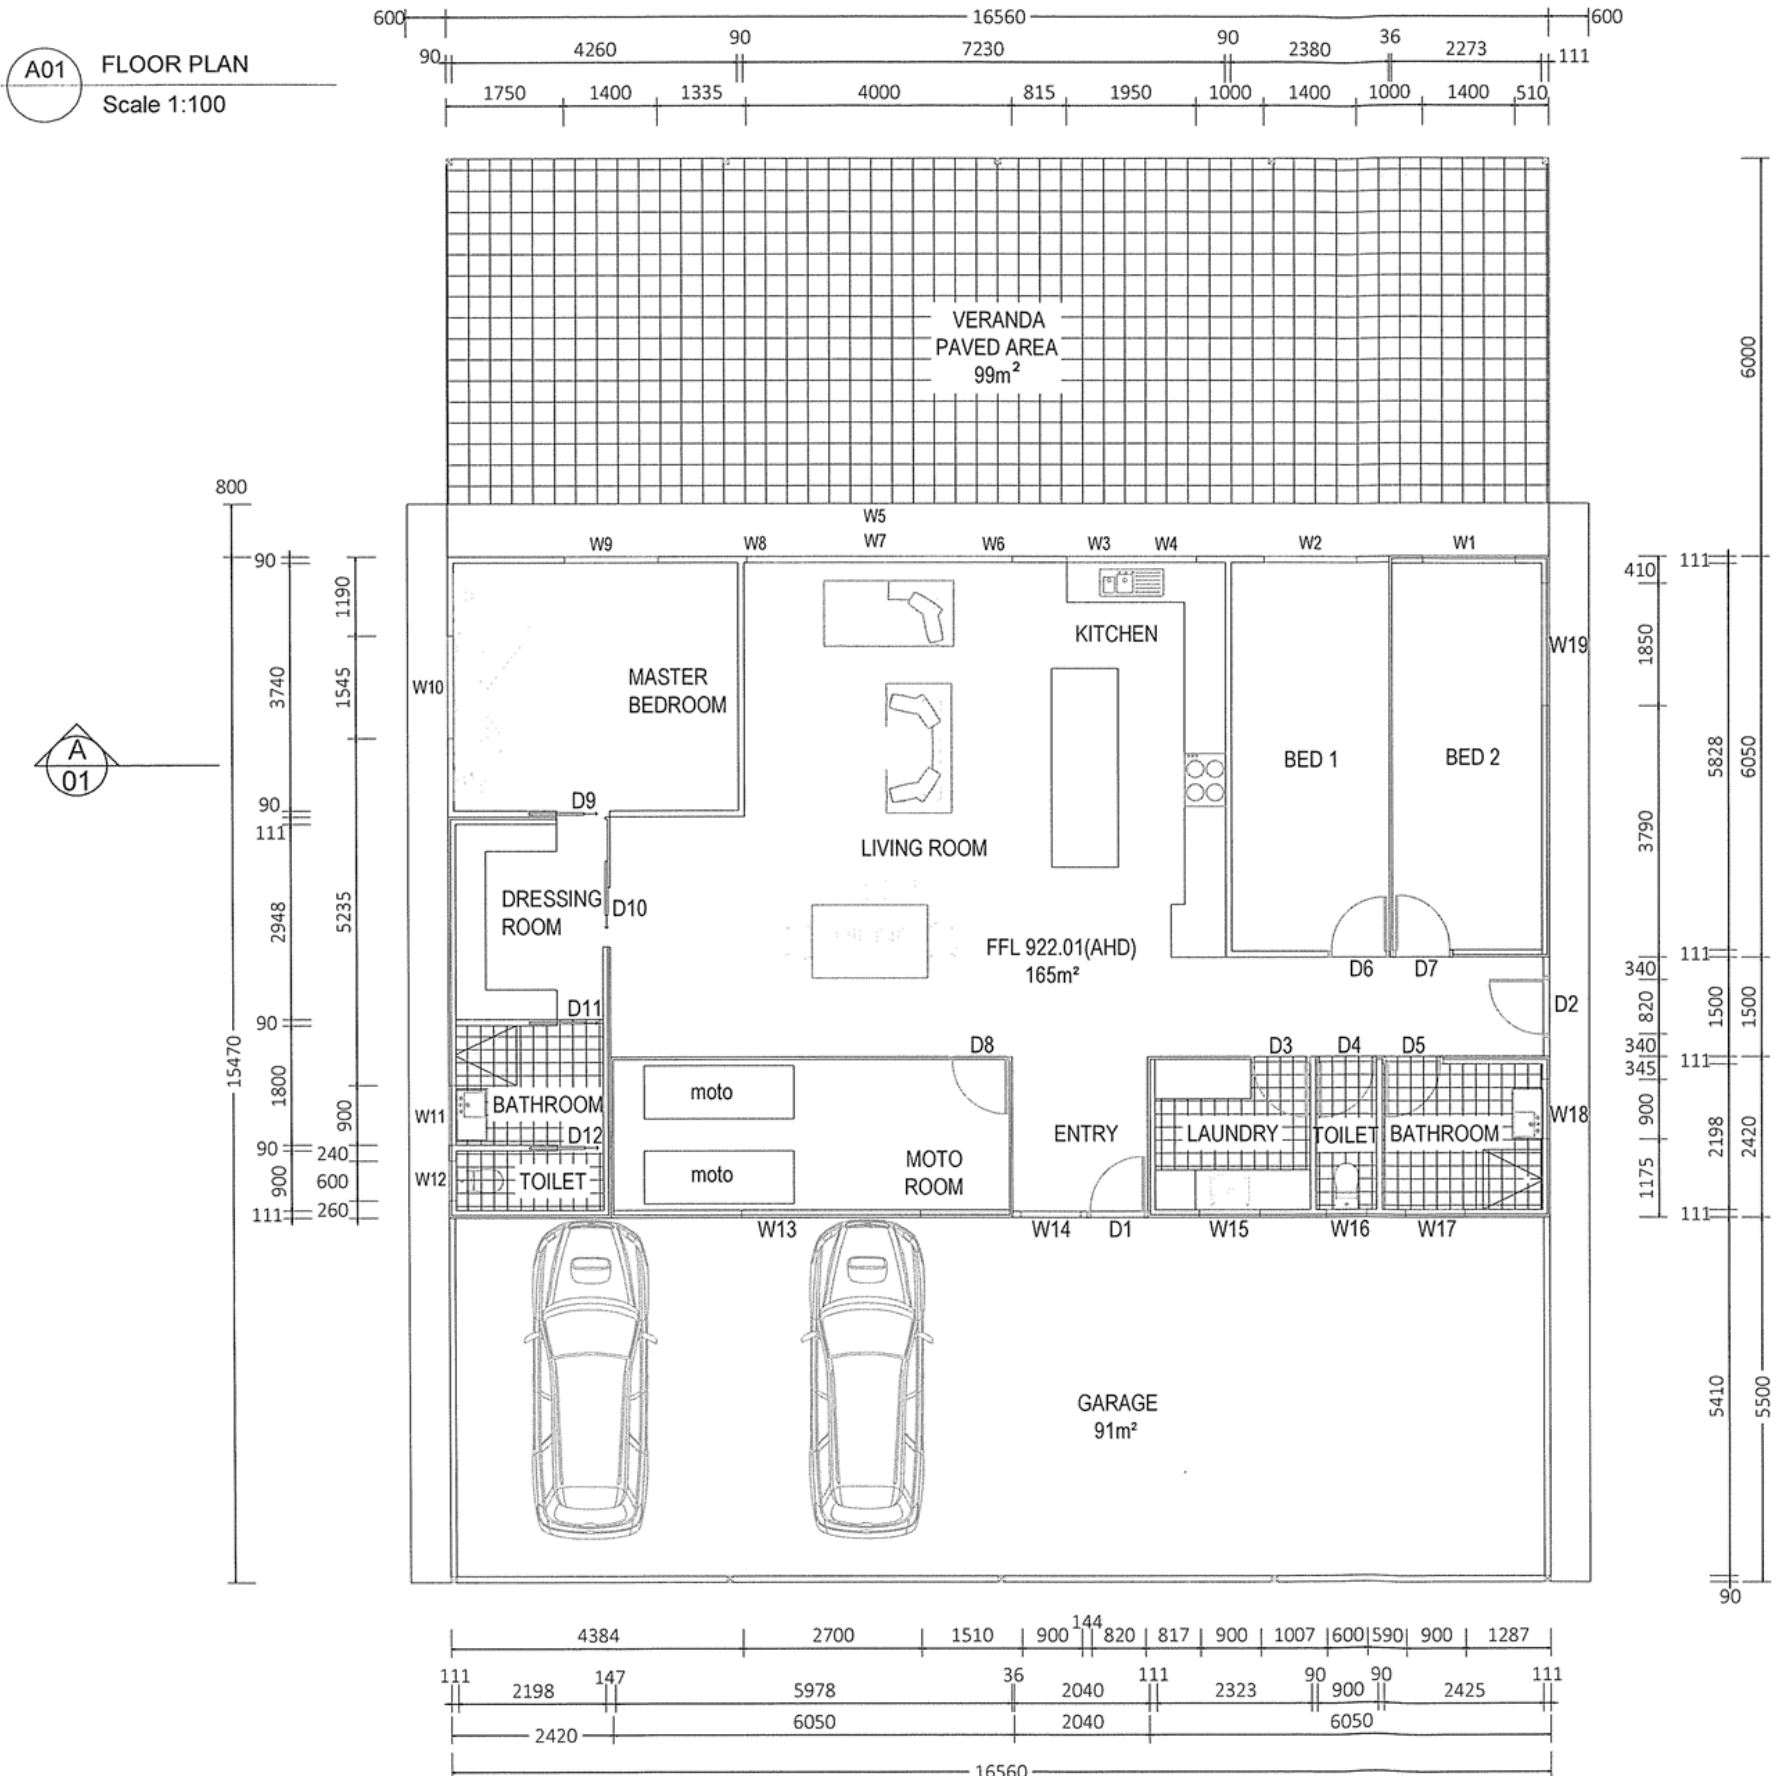 600
16560
600
90
4260
90
7230
90
2380
36
2273
111
1750
1400
1335
4000
815
1950
1000
1400
1000
1400
510
A01
FLOOR PLAN
Scale 1:100
VERANDA
PAVED AREA
99m²
6000
800
15470
90
3740
90
111
2948
90
1800
90
900
111
1190
1545
5235
900
240
600
260
A
01
W5
W9
W8
W7
W6
W3
W4
W2
W1
W10
MASTER
BEDROOM
KITCHEN
W19
BED 1
BED 2
D9
LIVING ROOM
DRESSING
ROOM
D10
FFL 922.01(AHD)
165m²
D6
D7
D2
D11
D8
D3
D4
D5
W11
BATHROOM
moto
ENTRY
LAUNDRY
TOILET
BATHROOM
W18
D12
W12
TOILET
moto
MOTO
ROOM
W13
W14
D1
W15
W16
W17
410
1850
3790
340
820
340
345
900
1175
111
5828
111
1500
111
2198
111
5410
90
6050
1500
2420
5500
GARAGE
91m²
4384
2700
1510
900
144
820
817
900
1007
600
590
900
1287
111
2198
147
5978
36
2040
111
2323
90
900
90
2425
111
2420
6050
2040
6050
16560